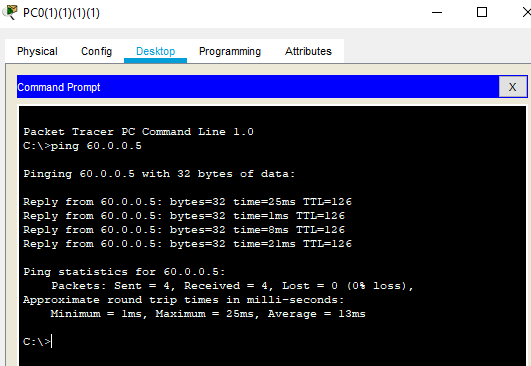 PC0(1)(1)(1)(1)
Physical Config Desktop Programming Attributes
Command Prompt X
Packet Tracer PC Command Line 1.0
C:\>ping 60.0.0.5
Pinging 60.0.0.5 with 32 bytes of data:
Reply from 60.0.0.5: bytes=32 time=25ms TTL=126
Reply from 60.0.0.5: bytes=32 time=1ms TTL=126
Reply from 60.0.0.5: bytes=32 time=8ms TTL=126
Reply from 60.0.0.5: bytes=32 time=21ms TTL=126
Ping statistics for 60.0.0.5:
Packets: Sent = 4, Received = 4, Lost = 0 (0% loss),
Approximate round trip times in milli-seconds:
Minimum = 1ms, Maximum = 25ms, Average = 13ms
C:\>